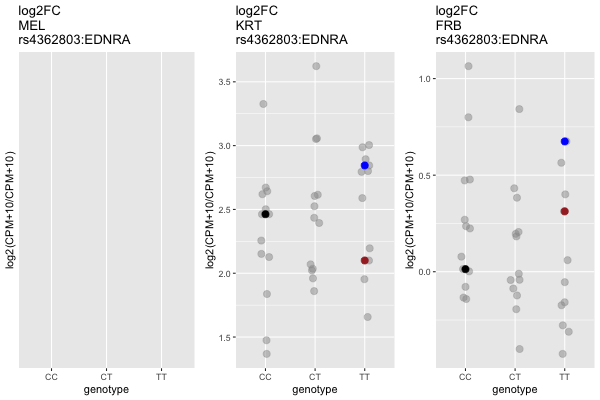 log2FC
MEL
rs4362803:EDNRA
log2(CPM+10/CPM+10)
CC
CT
TT
genotype
log2FC
KRT
rs4362803:EDNRA
log2(CPM+10/CPM+10)
3.5
3.0
2.5
2.0
1.5
CC
CT
TT
genotype
log2FC
FRB
rs4362803:EDNRA
log2(CPM+10/CPM+10)
1.0
0.5
0.0
CC
CT
TT
genotype